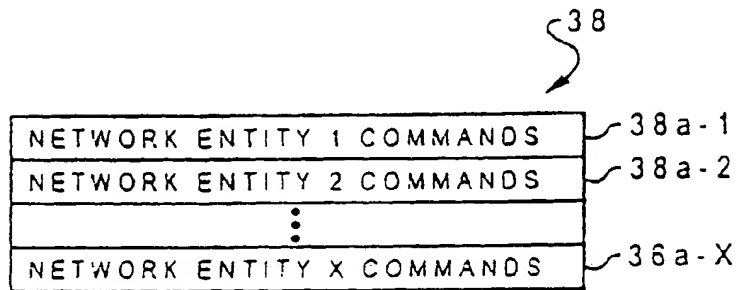 38
NETWORK ENTITY 1 COMMANDS 38a-1
NETWORK ENTITY 2 COMMANDS 38a-2
NETWORK ENTITY X COMMANDS 36a-X